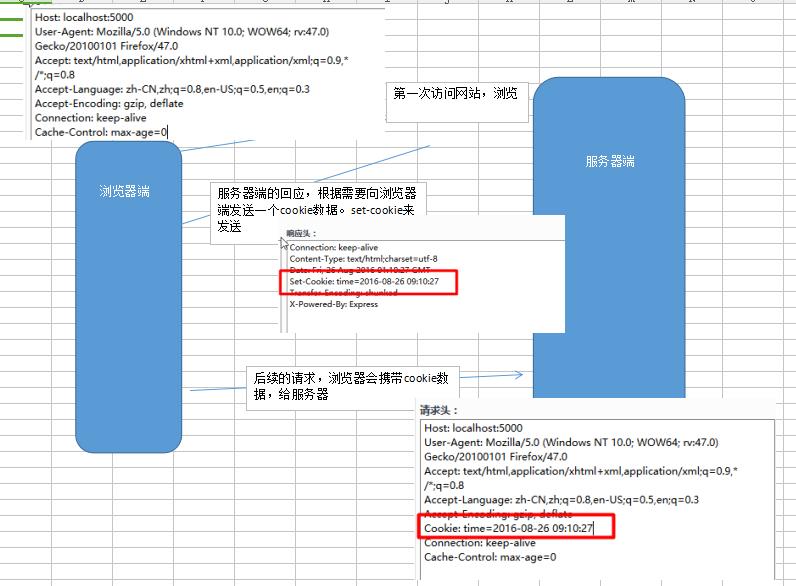 Host: localhost:5000
User-Agent: Mozilla/5.0 (Windows NT 10.0; WOW64; rv:47.0)
Gecko/20100101 Firefox/47.0
Accept: text/html,application/xhtml+xml,application/xml;q=0.9,*
/*;q=0.8
Accept-Language: zh-CN,zh;q=0.8,en-US;q=0.5,en;q=0.3
Accept-Encoding: gzip, deflate
Connection: keep-alive
Cache-Control: max-age=0
第一次访问网站，浏览
浏览器端
服务器端
服务器端的回应，根据需要向浏览器
端发送一个cookie数据。set-cookie来
发送
响应头：
Connection: keep-alive
Content-Type: text/html;charset=utf-8
Date: Fri, 26 Aug 2016 01:10:27 GMT
Set-Cookie: time=2016-08-26 09:10:27
Transfer-Encoding: chunked
X-Powered-By: Express
后续的请求，浏览器会携带cookie数
据，给服务器
请求头：
Host: localhost:5000
User-Agent: Mozilla/5.0 (Windows NT 10.0; WOW64; rv:47.0)
Gecko/20100101 Firefox/47.0
Accept: text/html,application/xhtml+xml,application/xml;q=0.9,*
/*;q=0.8
Accept-Language: zh-CN,zh;q=0.8,en-US;q=0.5,en;q=0.3
Accept-Encoding: gzip, deflate
Cookie: time=2016-08-26 09:10:27
Connection: keep-alive
Cache-Control: max-age=0